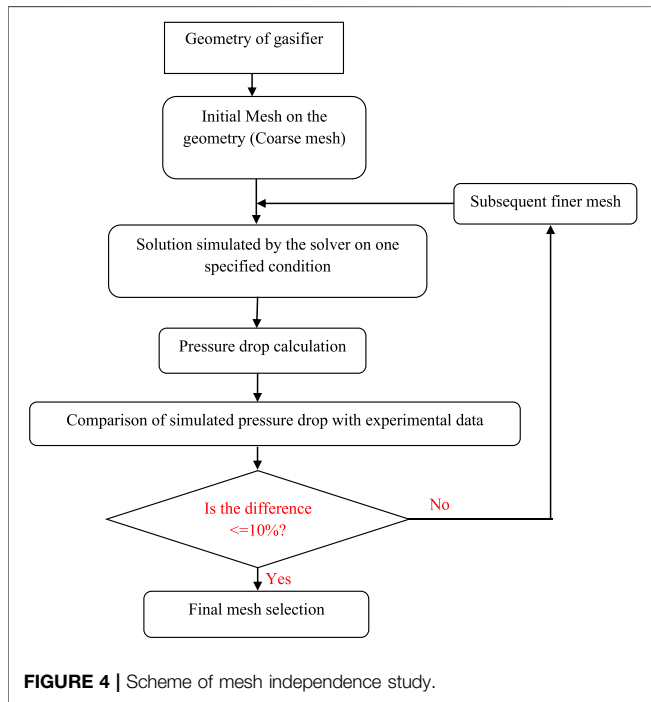 Geometry of gasifier
Initial Mesh on the
geometry (Coarse mesh)
Subsequent finer mesh
Solution simulated by the solver on one
specified condition
Pressure drop calculation
Comparison of simulated pressure drop with experimental data
Is the difference
<=10%?
No
Yes
Final mesh selection
FIGURE 4 | Scheme of mesh independence study.